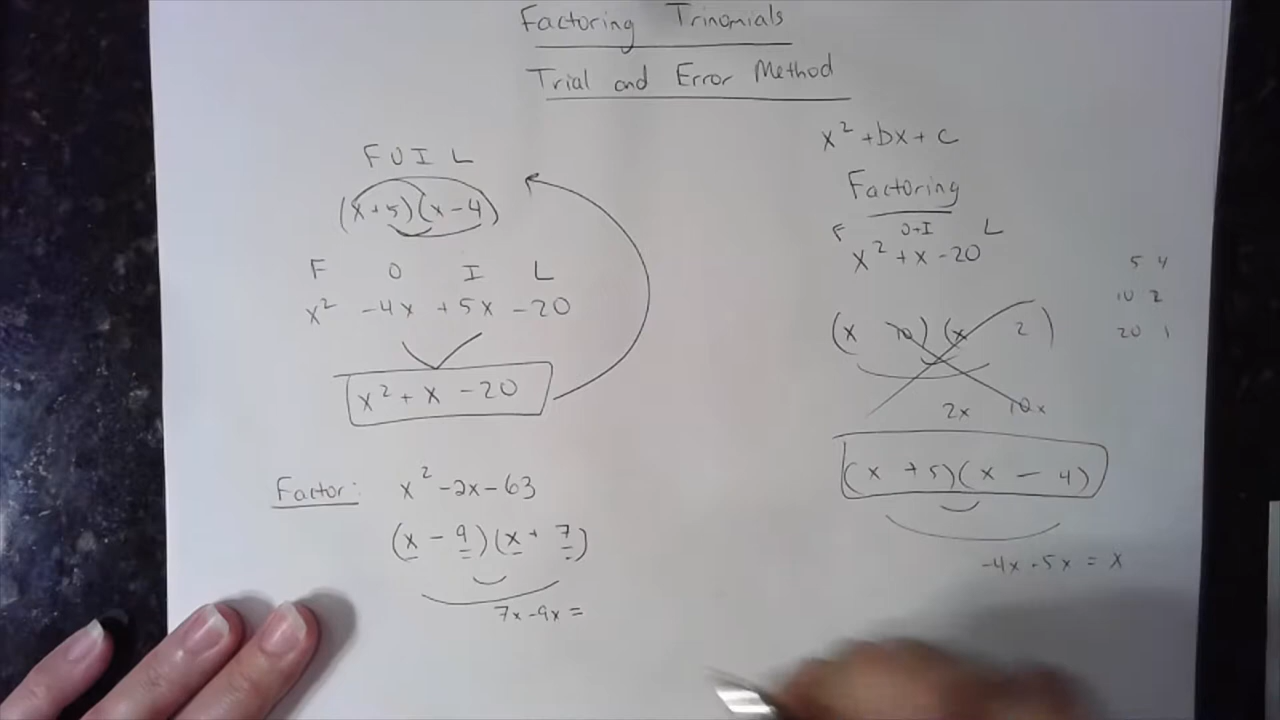 Factoring Trinomials
Trial and Error Method
F O I L
(x+5)(x-4)
F O I L
x² -4x +5x -20
x² + x - 20
Factor: x² -2x-63
(x - 9)(x + 7)
7x-9x =
x² +bx+c
Factoring
F O+I L
x² + x - 20
5 4
10 2
20 1
(x 10)(x 2)
2x 10x
(x +5)(x - 4)
-4x+5x = x